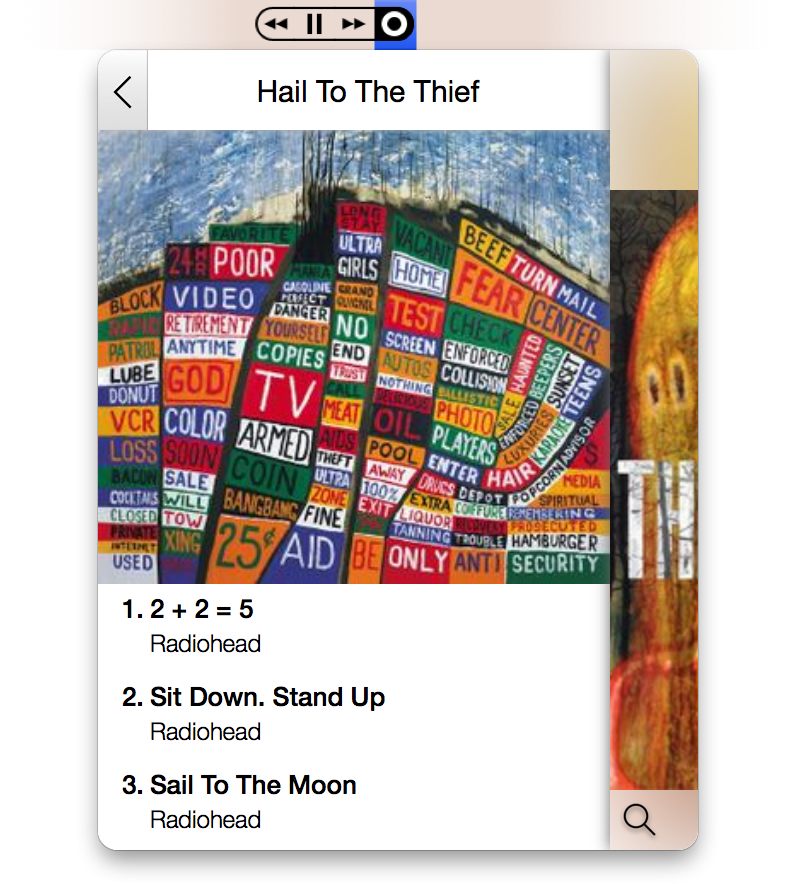 Hail To The Thief
FAVORITE
LONG
STAY
24 HR
POOR
ULTRA
GIRLS
VACANT
HOME
BEEF
TURN
MAIL
FEAR
CENTER
MANIA
GASOLINE
PERFECT
DANGER
GRAND
GUIGNEL
BLOCK
VIDEO
RAPID
RETIREMENT
YOURSELF
NO
TEST
CHECK
PATROL
ANYTIME
COPIES
END
SCREEN
ENFORCED
HAUNTED
BEEPERS
SUNSET
TEENS
LUBE
DONUT
GOD
TV
TRUST
CALL
AUTOS
NOTHING
COLLISION
BALLISTIC
SALE
VCR
COLOR
MEAT
DELICIOUS
OIL
PHOTO
ENFORCED
LUXURIES
KARAOKE
ADVISOR
LOSS
SOON
ARMED
AIDS
POOL
PLAYERS
BACON
SALE
COIN
THEFT
ULTRA
AWAY
ENTER
HAIR
POPCORN
MEDIA
COCKTAILS
WILL
BANGBANG
ZONE
100%
DRUGS
DEPOT
SPIRITUAL
CLOSED
TOW
FINE
EXIT
EXTRA
COIFFURE
REMEMBERING
PRIVATE
LIQUOR
RECOVERY
PROSECUTED
INTERNET
XING
25¢
AID
TANNING
TROUBLE
HAMBURGER
USED
BE
ONLY
ANTI
SECURITY
TH
1. 2 + 2 = 5
Radiohead
2. Sit Down. Stand Up
Radiohead
3. Sail To The Moon
Radiohead